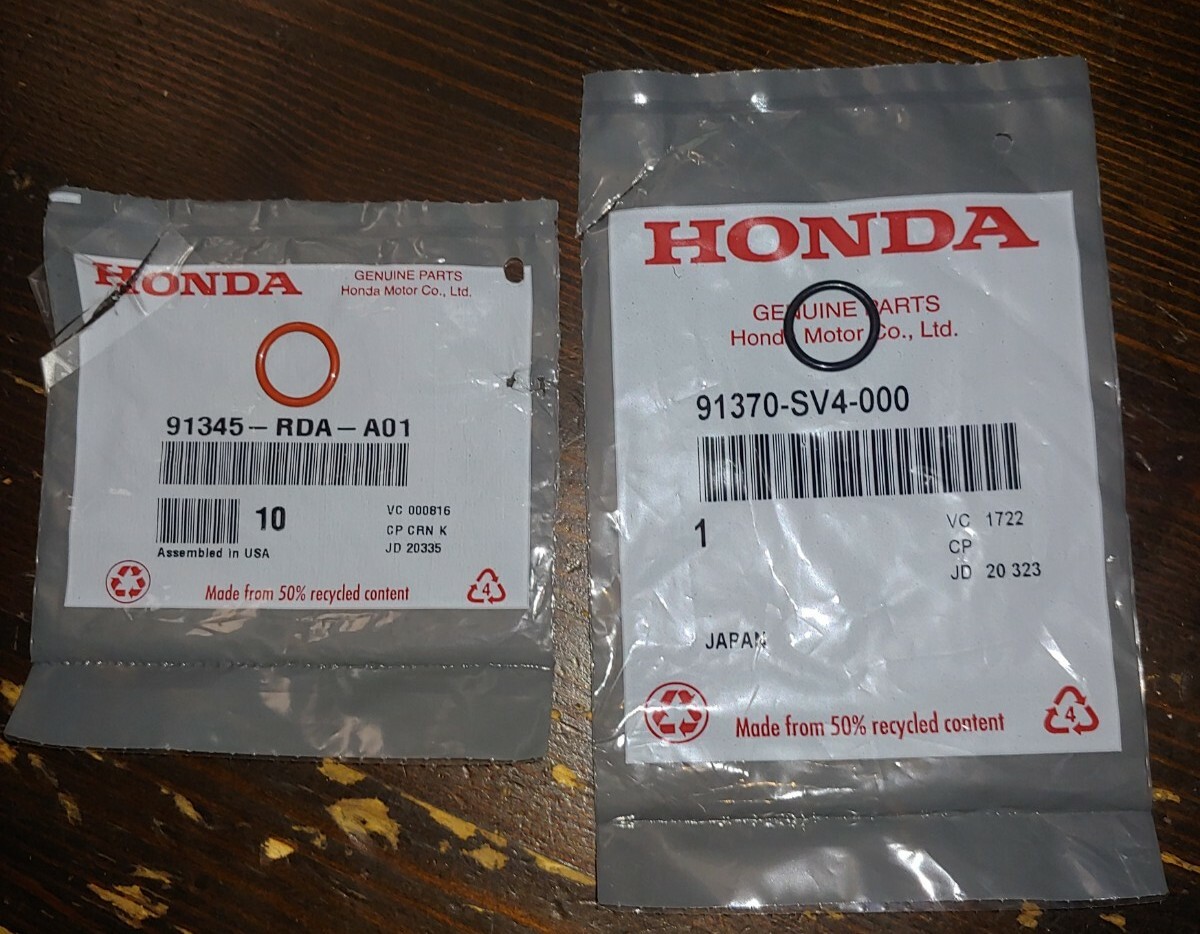 HONDA
GENUINE PARTS
Honda Motor Co., Ltd.
91345-RDA-A01
10
VC 000816
CP CRN K
JD 20335
Assembled in USA
Made from 50% recycled content
4
HONDA
GENUINE PARTS
Honda Motor Co., Ltd.
91370-SV4-000
1
VC 1722
CP
JD 20 323
JAPAN
Made from 50% recycled content
4